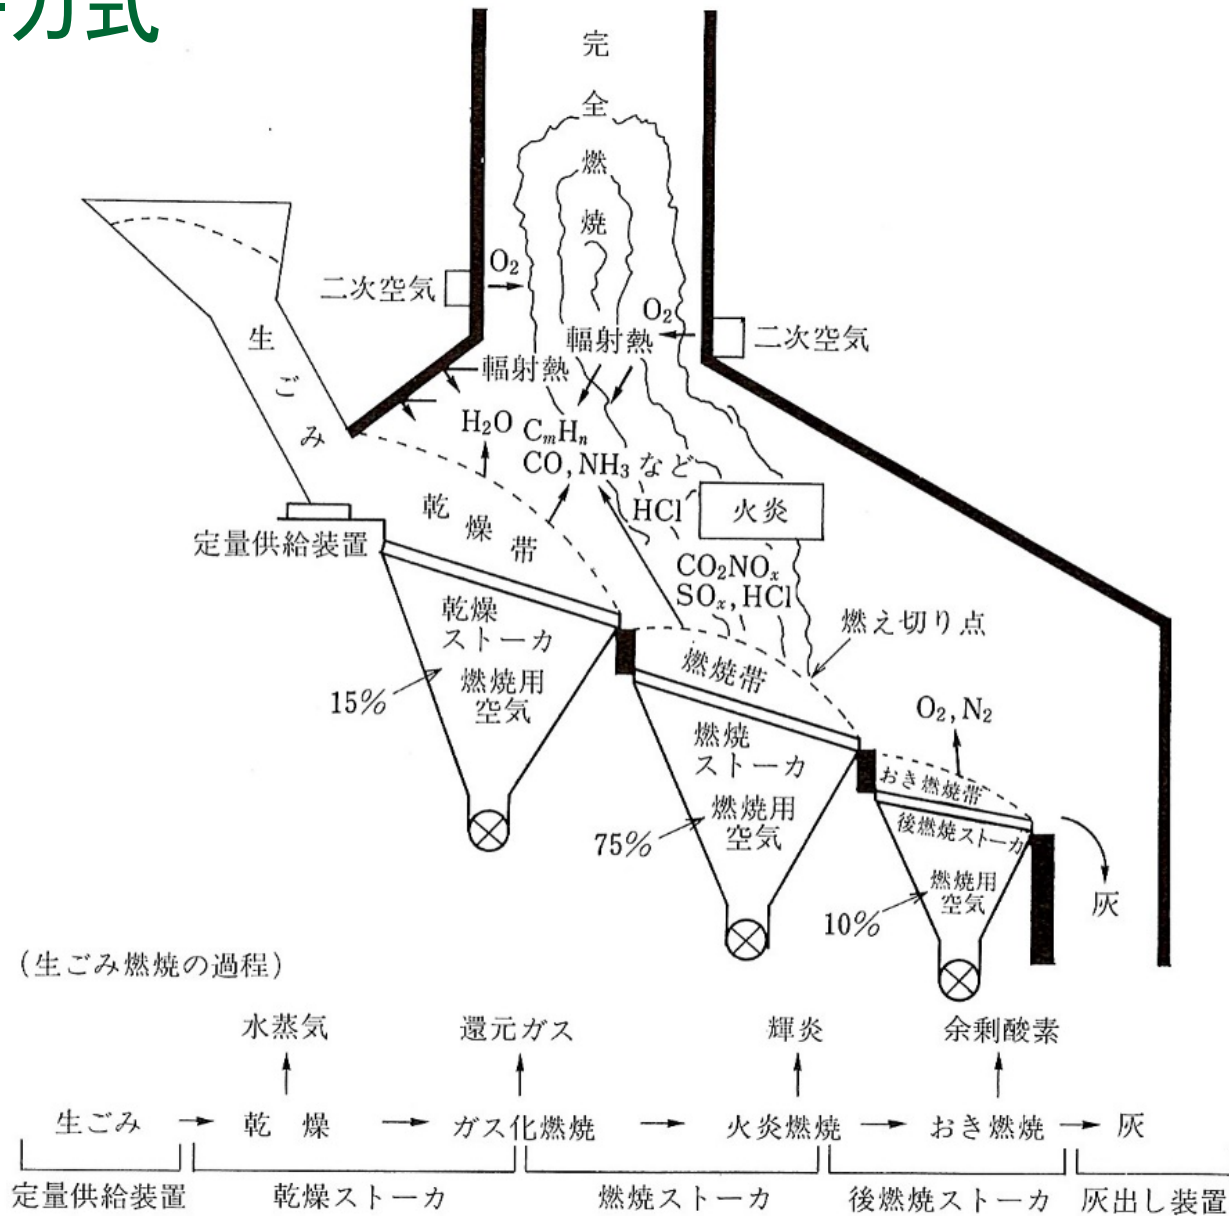 方式
完
全
燃
焼
O₂
二次空気
O₂
二次空気
輻射熱
輻射熱
生
ご
み
H₂O
CₘHₙ
CO, NH₃ など
HCl
火炎
乾
燥
帯
定量供給装置
CO₂NOₓ
SOₓ, HCl
乾燥
ストーカ
燃焼用
空気
15%
燃え切り点
燃焼帯
O₂, N₂
燃焼
ストーカ
燃焼用
空気
75%
おき燃焼帯
後燃焼ストーカ
燃焼用
空気
10%
灰
(生ごみ燃焼の過程)
水蒸気 還元ガス 輝炎 余剰酸素
生ごみ → 乾 燥 → ガス化燃焼 → 火炎燃焼 → おき燃焼 → 灰
定量供給装置 乾燥ストーカ 燃焼ストーカ 後燃焼ストーカ 灰出し装置